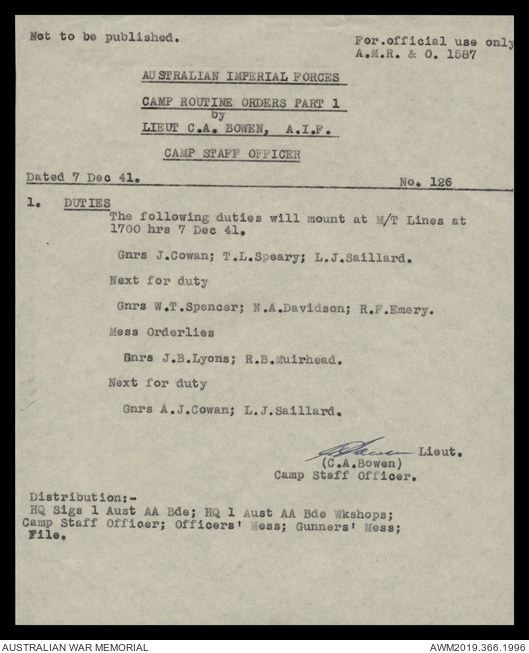 Not to be published.
For.official use only
A.M.R. & O. 1587
AUSTRALIAN IMPERIAL FORCES
CAMP ROUTINE ORDERS PART 1
by
LIEUT C.A. BOWEN, A.I.F.
CAMP STAFF OFFICER
Dated 7 Dec 41. No. 126
1. DUTIES
The following duties will mount at M/T Lines at
1700 hrs 7 Dec 41.
Gnrs J.Cowan; T.L.Speary; L.J.Saillard.
Next for duty
Gnrs W.T.Spencer; N.A.Davidson; R.F.Emery.
Mess Orderlies
Gnrs J.B.Lyons; R.B.Muirhead.
Next for duty
Gnrs A.J.Cowan; L.J.Saillard.
Lieut.
(C.A.Bowen)
Camp Staff Officer.
Distribution:-
HQ Sigs 1 Aust AA Bde; HQ 1 Aust AA Bde Wkshops;
Camp Staff Officer; Officers' Mess; Gunners' Mess;
File.
AUSTRALIAN WAR MEMORIAL AWM2019.366.1996